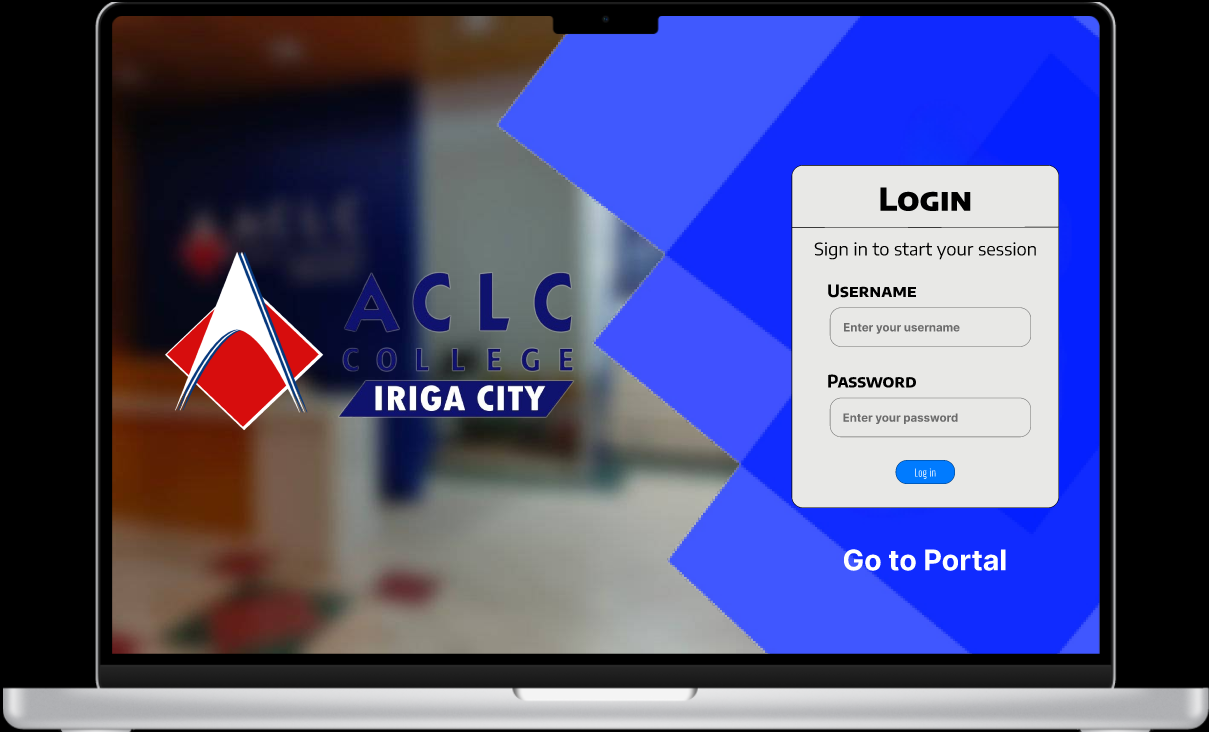 ACLC
COLLEGE
IRIGA CITY
ACLC
Login
Sign in to start your session
Username
Enter your username
Password
Enter your password
Log in
Go to Portal